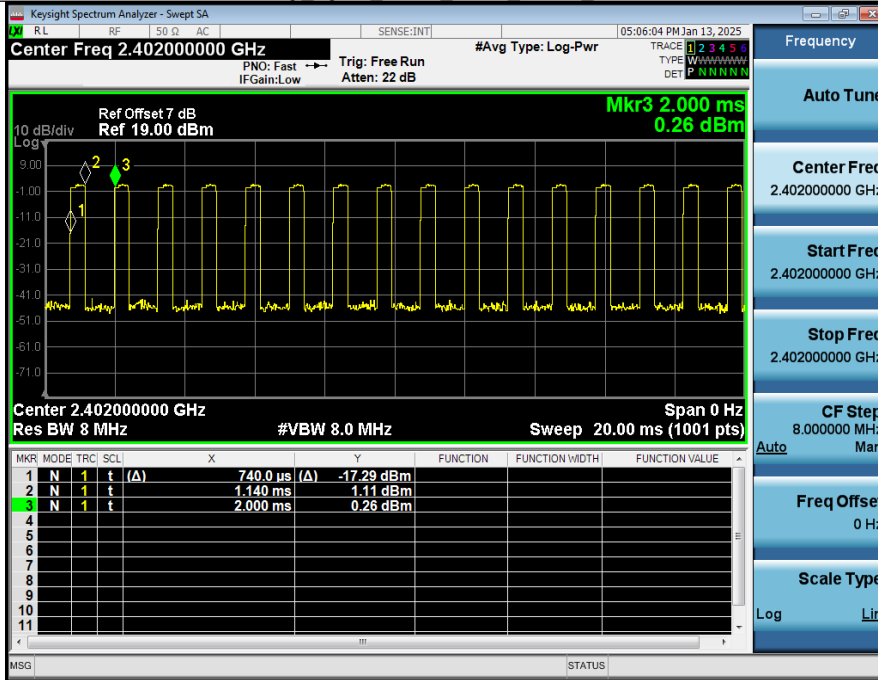 Keysight Spectrum Analyzer - Swept SA
LXI RL RF 50 Ω AC SENSE:INT 05:06:04 PM Jan 13, 2025
Center Freq 2.402000000 GHz
PNO: Fast
IFGain:Low
Trig: Free Run
Atten: 22 dB
#Avg Type: Log-Pwr
TRACE 1 2 3 4 5 6
TYPE WWWWWWW
DET P N N N N N
Ref Offset 7 dB
10 dB/div Ref 19.00 dBm
Log
Mkr3 2.000 ms
0.26 dBm
9.00
-1.00
-11.0
-21.0
-31.0
-41.0
-51.0
-61.0
-71.0
1
2
3
Center 2.402000000 GHz Span 0 Hz
Res BW 8 MHz #VBW 8.0 MHz Sweep 20.00 ms (1001 pts)
MKR MODE TRC SCL X Y FUNCTION FUNCTION WIDTH FUNCTION VALUE
1 N 1 t (Δ) 740.0 µs (Δ) -17.29 dBm
2 N 1 t 1.140 ms 1.11 dBm
3 N 1 t 2.000 ms 0.26 dBm
4
5
6
7
8
9
10
11
MSG STATUS
Frequency
Auto Tune
Center Freq
2.402000000 GHz
Start Freq
2.402000000 GHz
Stop Freq
2.402000000 GHz
CF Step
8.000000 MHz
Auto Man
Freq Offset
0 Hz
Scale Type
Log Lin